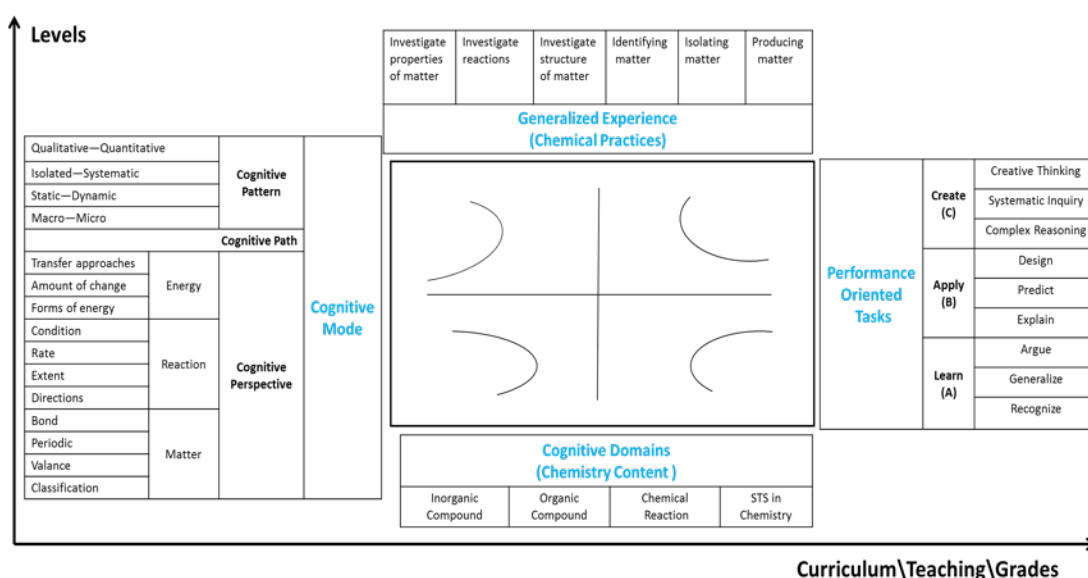 Levels
Investigate
properties
of matter
Investigate
reactions
Investigate
structure
of matter
Identifying
matter
Isolating
matter
Producing
matter
Generalized Experience
(Chemical Practices)
Qualitative—Quantitative
Isolated—Systematic
Static—Dynamic
Macro—Micro
Cognitive
Pattern
Cognitive Path
Transfer approaches
Amount of change
Forms of energy
Energy
Condition
Rate
Extent
Directions
Reaction
Bond
Periodic
Valance
Classification
Matter
Cognitive
Perspective
Cognitive
Mode
Performance
Oriented
Tasks
Create
(C)
Creative Thinking
Systematic Inquiry
Complex Reasoning
Apply
(B)
Design
Predict
Explain
Learn
(A)
Argue
Generalize
Recognize
Cognitive Domains
(Chemistry Content )
Inorganic
Compound
Organic
Compound
Chemical
Reaction
STS in
Chemistry
Curriculum\Teaching\Grades